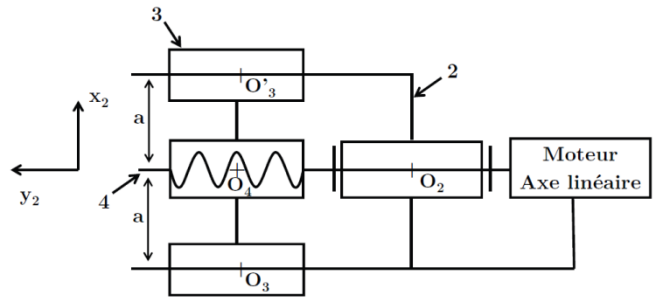 3
O'₃
2
x₂
a
O₄
O₂
Moteur
Axe linéaire
y₂
4
a
O₃